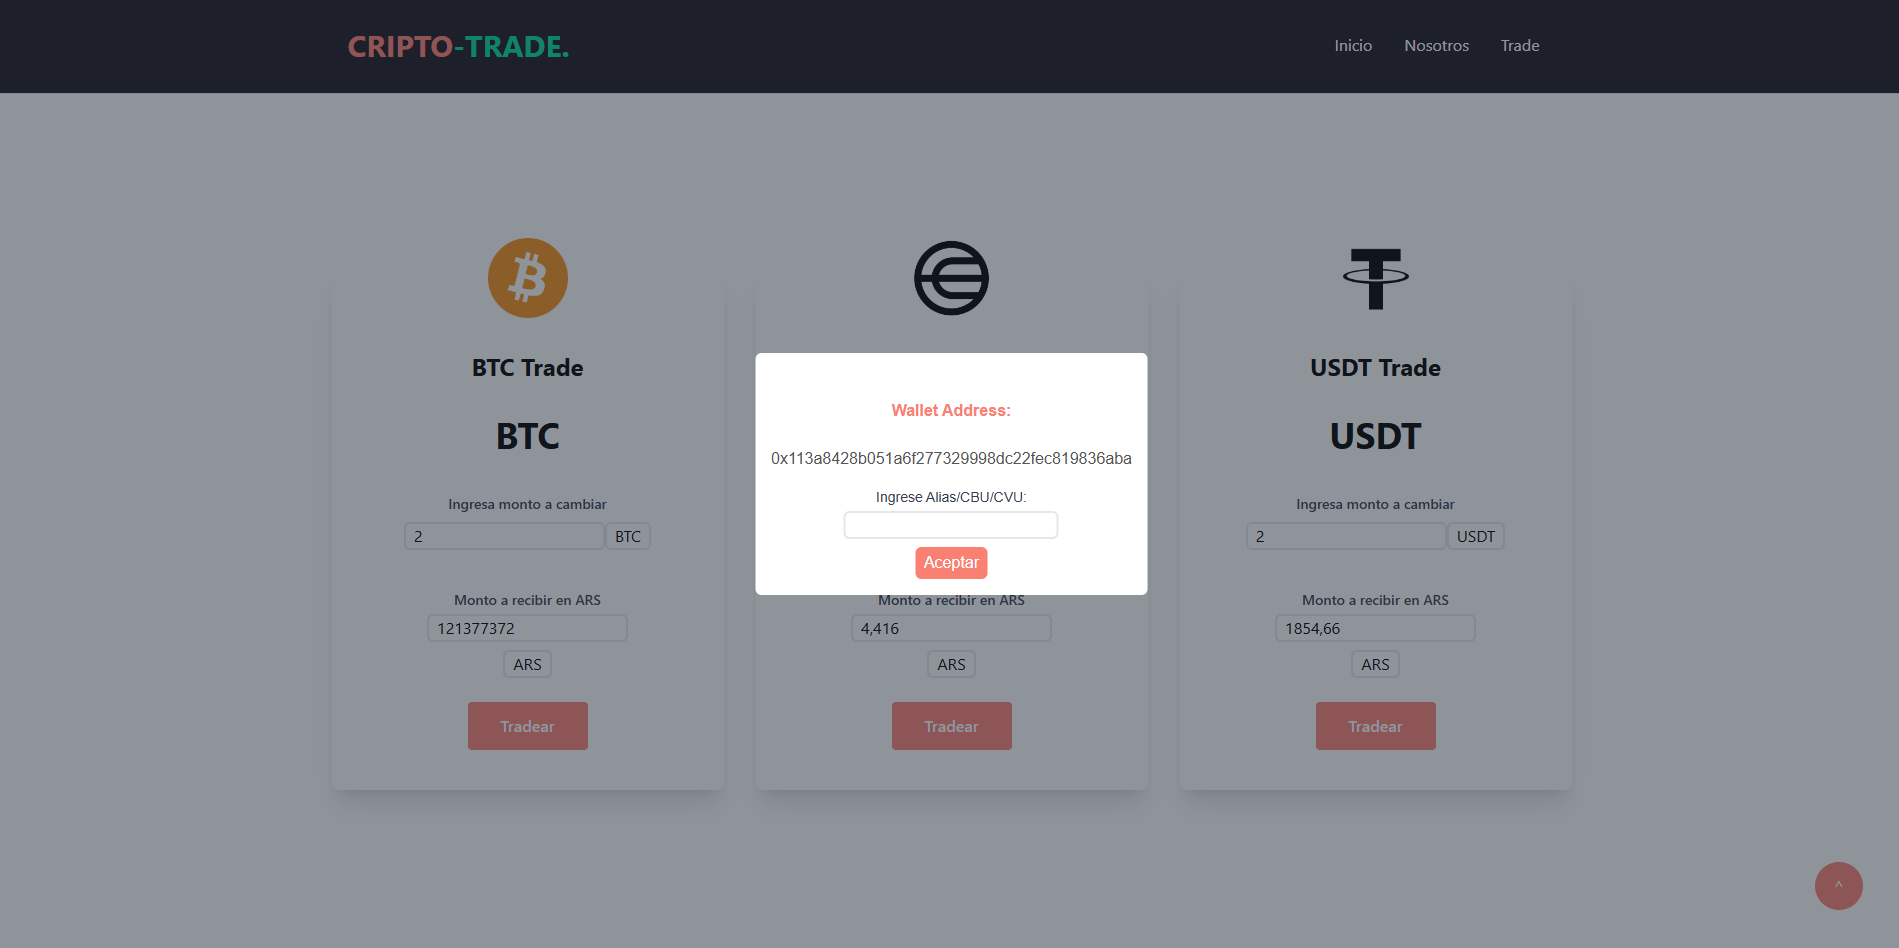 CRIPTO-TRADE.
Inicio Nosotros Trade
BTC Trade
BTC
Ingresa monto a cambiar
2 BTC
Monto a recibir en ARS
121377372
ARS
Tradear
Wallet Address:
0x113a8428b051a6f277329998dc22fec819836aba
Ingrese Alias/CBU/CVU:
Aceptar
Monto a recibir en ARS
4,416
ARS
Tradear
USDT Trade
USDT
Ingresa monto a cambiar
2 USDT
Monto a recibir en ARS
1854,66
ARS
Tradear
^